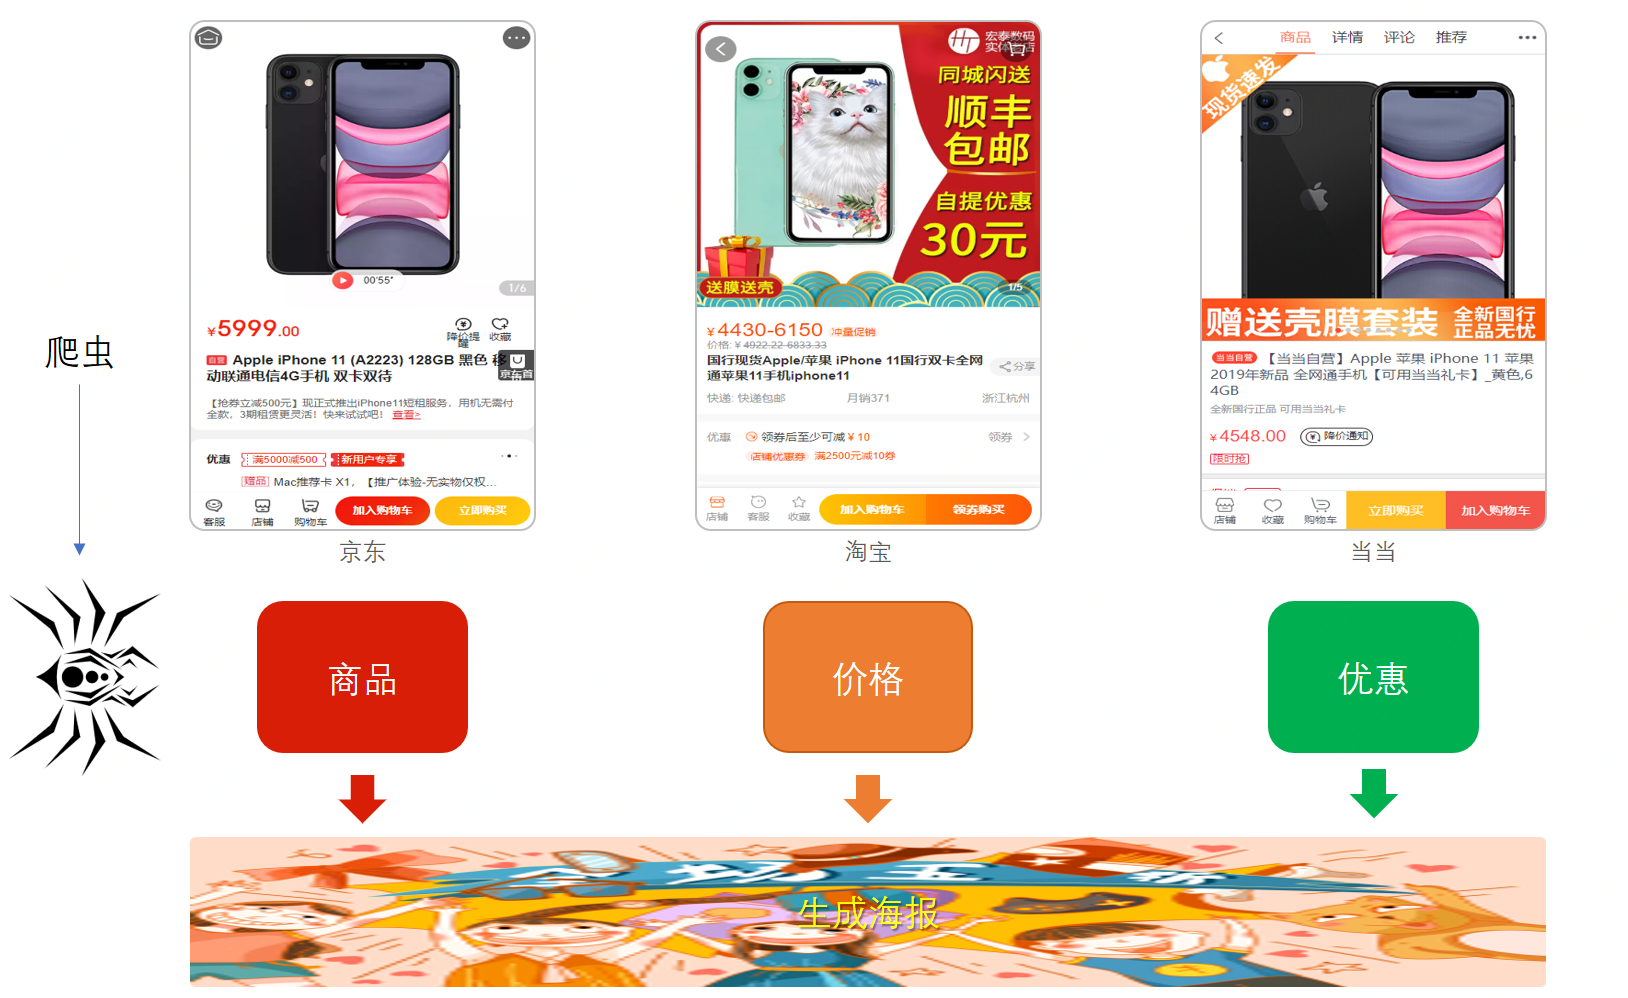 爬虫
00'55"
1/6
¥5999.00
降价提醒
收藏
自营 Apple iPhone 11 (A2223) 128GB 黑色 移
动联通电信4G手机 双卡双待
【抢券立减500元】现正式推出iPhone11短租服务，用机无需付
全款，3期租赁更灵活！快来试试吧！ 查看>
优惠 满5000减500 新用户专享
赠品 Mac推荐卡 X1，【推广体验-无实物仅权...
客服 店铺 购物车 加入购物车 立即购买
京东
HT 宏泰数码
同城闪送
顺丰
包邮
自提优惠
30元
送膜送壳
1/5
¥4430-6150 冲量促销
价格: ¥4922.22-6833.33
国行现货Apple/苹果 iPhone 11国行双卡全网
通苹果11手机iphone11
分享
快递: 快递包邮 月销371 浙江杭州
优惠 领券后至少可减 ¥ 10 领券
店铺优惠券 满2500元减10券
店铺 客服 收藏 加入购物车 领券购买
淘宝
商品 详情 评论 推荐
现货速发
赠送壳膜套装 全新国行
正品无忧
当当自营 【当当自营】Apple 苹果 iPhone 11 苹果
2019年新品 全网通手机【可用当当礼卡】_黄色,6
4GB
全新国行正品 可用当当礼卡
¥4548.00 降价通知
限时抢
店铺 收藏 购物车 立即购买 加入购物车
当当
商品
价格
优惠
生成海报